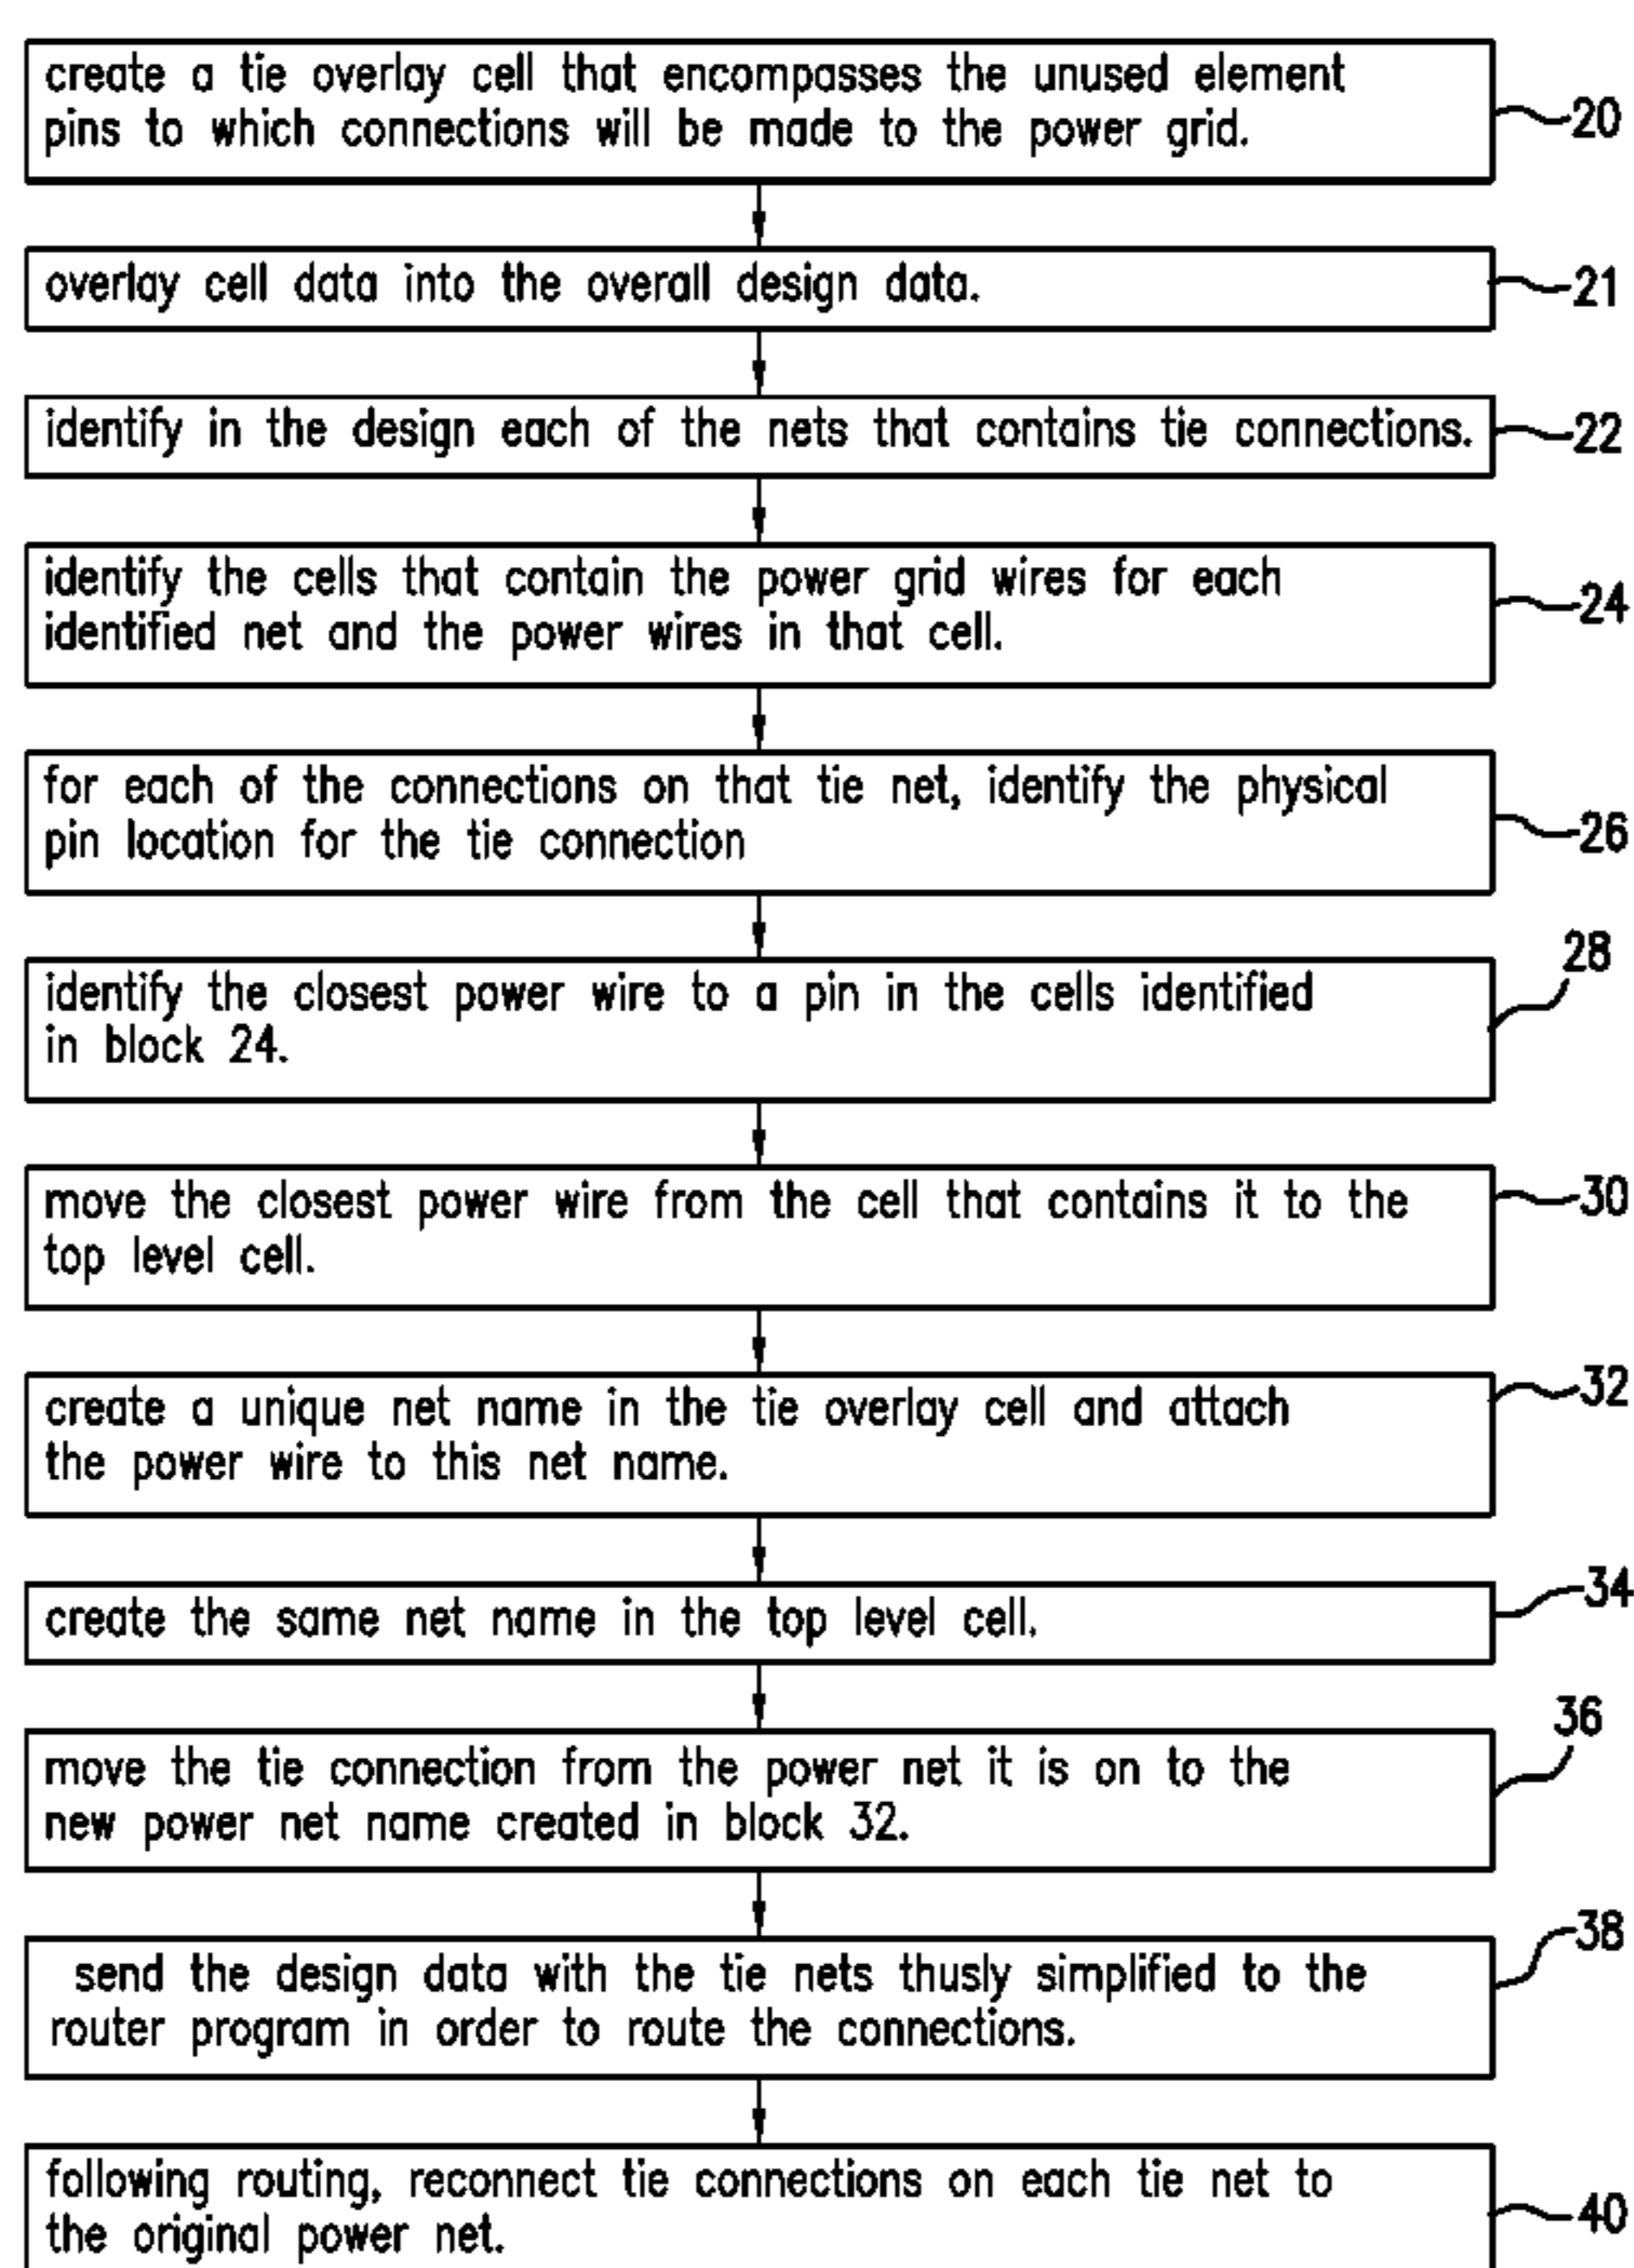 create a tie overlay cell that encompasses the unused element
pins to which connections will be made to the power grid.
20
overlay cell data into the overall design data.
21
identify in the design each of the nets that contains tie connections.
22
identify the cells that contain the power grid wires for each
identified net and the power wires in that cell.
24
for each of the connections on that tie net, identify the physical
pin location for the tie connection
26
identify the closest power wire to a pin in the cells identified
in block 24.
28
move the closest power wire from the cell that contains it to the
top level cell.
30
create a unique net name in the tie overlay cell and attach
the power wire to this net name.
32
create the same net name in the top level cell.
34
move the tie connection from the power net it is on to the
new power net name created in block 32.
36
send the design data with the tie nets thusly simplified to the
router program in order to route the connections.
38
following routing, reconnect tie connections on each tie net to
the original power net.
40